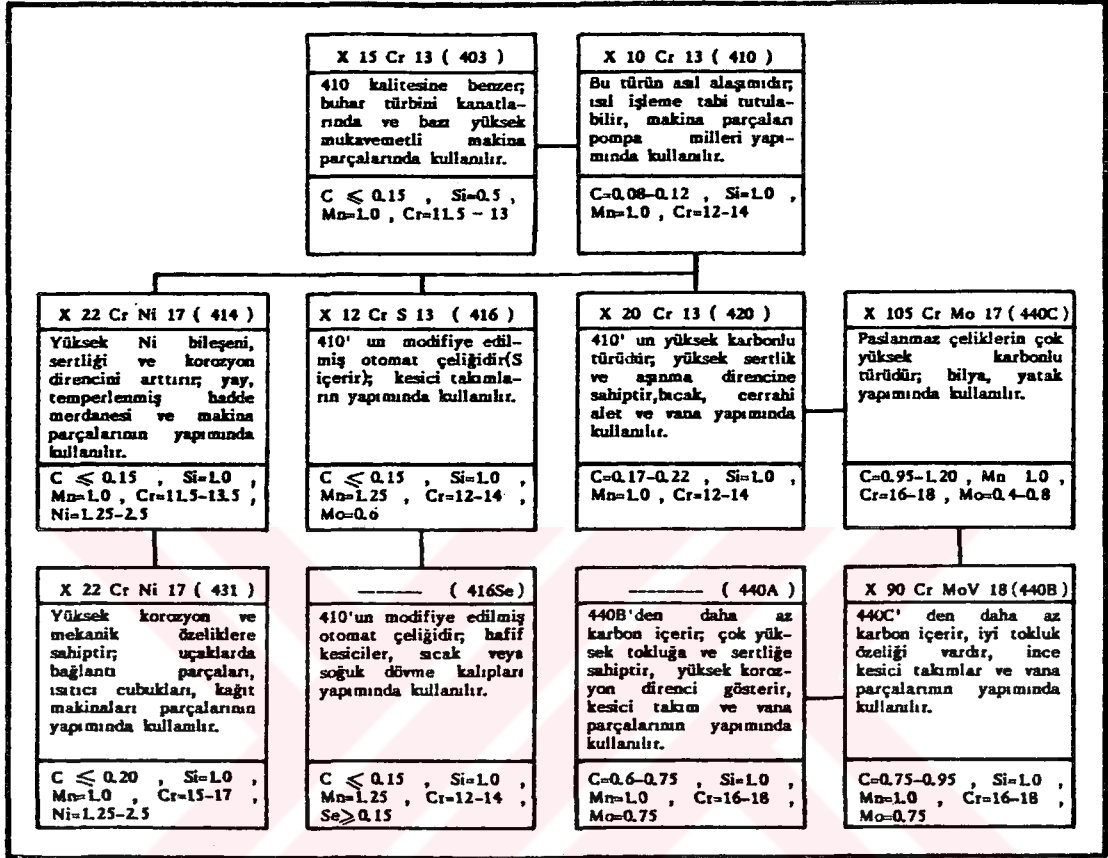 X 15 Cr 13 ( 403 )
410 kalitesine benzer;
buhar türbini kanatla-
rında ve bazı yüksek
mukavemetli makina
parçalarında kullanılır.
C ⩽ 0.15 , Si=0.5 ,
Mn=1.0 , Cr=11.5 - 13
X 10 Cr 13 ( 410 )
Bu türün asıl alaşımıdır;
ısıl işleme tabi tutula-
bilir, makina parçaları
pompa milleri yapı-
mında kullanılır.
C=0.08-0.12 , Si=1.0 ,
Mn=1.0 , Cr=12-14
X 22 Cr Ni 17 ( 414 )
Yüksek Ni bileşeni,
sertliği ve korozyon
direncini arttırır; yay,
temperlenmiş hadde
merdanesi ve makina
parçalarının yapımında
kullanılır.
C ⩽ 0.15 , Si=1.0 ,
Mn=1.0 , Cr=11.5-13.5 ,
Ni=1.25-2.5
X 12 Cr S 13 ( 416 )
410' un modifiye edil-
miş otomat çeliğidir(S
içerir); kesici takımla-
rın yapımında kullanılır.
C ⩽ 0.15 , Si=1.0
Mn=1.25 , Cr=12-14 ,
Mo=0.6
X 20 Cr 13 ( 420 )
410' un yüksek karbonlu
türüdür; yüksek sertlik
ve aşınma direncine
sahiptir,bıcak, cerrahi
alet ve vana yapımında
kullanılır.
C=0.17-0.22 , Si=1.0 ,
Mn=1.0 , Cr=12-14
X 105 Cr Mo 17 (440C)
Paslanmaz çeliklerin çok
yüksek karbonlu
türüdür; bilya, yatak
yapımında kullanılır.
C=0.95-1.20 , Mn 1.0 ,
Cr=16-18 , Mo=0.4-0.8
X 22 Cr Ni 17 ( 431 )
Yüksek korozyon ve
mekanik özeliklere
sahiptir; uçaklarda
bağlantı parçaları,
ısıtıcı cubukları, kağıt
makinaları parçalarının
yapımında kullanılır.
C ⩽ 0.20 , Si=1.0 ,
Mn=1.0 , Cr=15-17 ,
Ni=1.25-2.5
------- ( 416Se )
410'un modifiye edilmiş
otomat çeliğidir; hafif
kesiciler, sıcak veya
soğuk dövme kalıpları
yapımında kullanılır.
C ⩽ 0.15 , Si=1.0 ,
Mn=1.25 , Cr=12-14 ,
Se⩾0.15
-------- ( 440A )
440B'den daha az
karbon içerir; çok yük-
sek tokluğa ve sertliğe
sahiptir, yüksek koroz-
yon direnci gösterir,
kesici takım ve vana
parçalarının yapımında
kullanılır.
C=0.6-0.75 , Si=1.0 ,
Mn=1.0 , Cr=16-18 ,
Mo=0.75
X 90 Cr MoV 18 (440B)
440C' den daha az
karbon içerir, iyi tokluk
özeliği vardır, ince
kesici takımlar ve vana
parçalarının yapımında
kullanılır.
C=0.75-0.95 , Si=1.0 ,
Mn=1.0 , Cr=16-18 ,
Mo=0.75